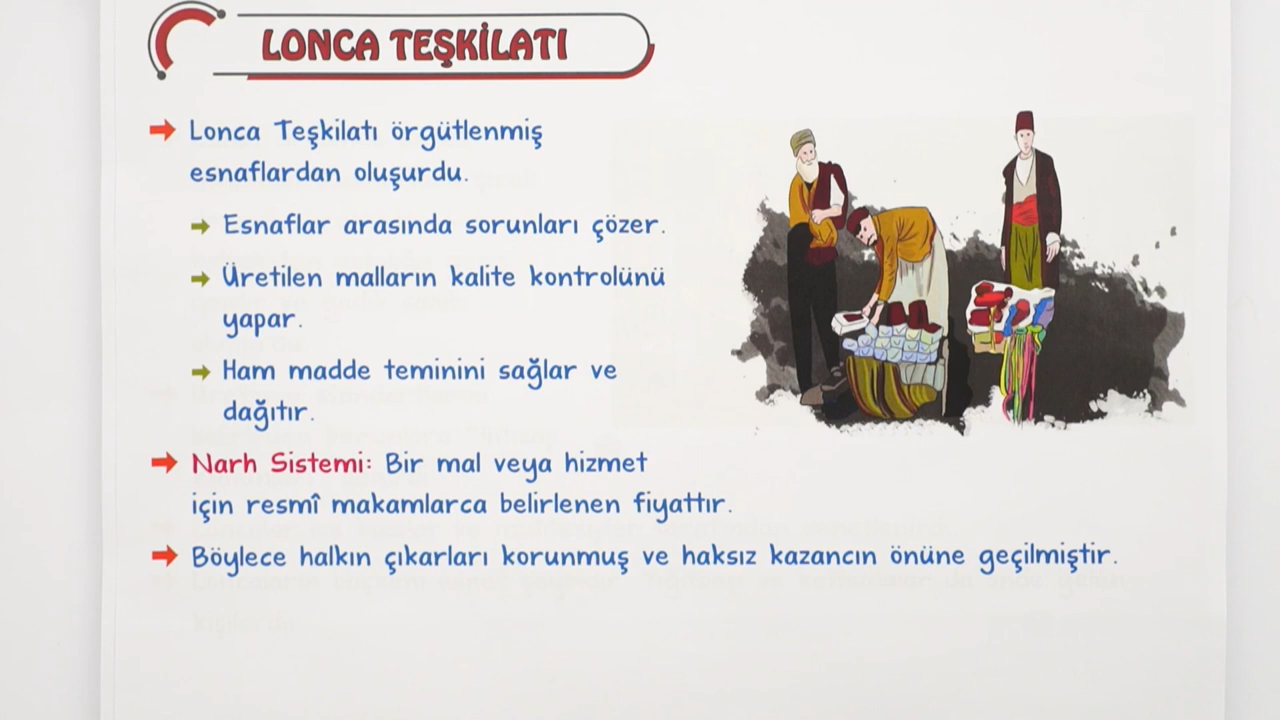 LONCA TEŞKİLATI
Lonca Teşkilatı örgütlenmiş
esnaflardan oluşurdu.
Esnaflar arasında sorunları çözer.
Üretilen malların kalite kontrolünü
yapar.
Ham madde teminini sağlar ve
dağıtır.
Narh Sistemi: Bir mal veya hizmet
için resmî makamlarca belirlenen fiyattır.
Böylece halkın çıkarları korunmuş ve haksız kazancın önüne geçilmiştir.